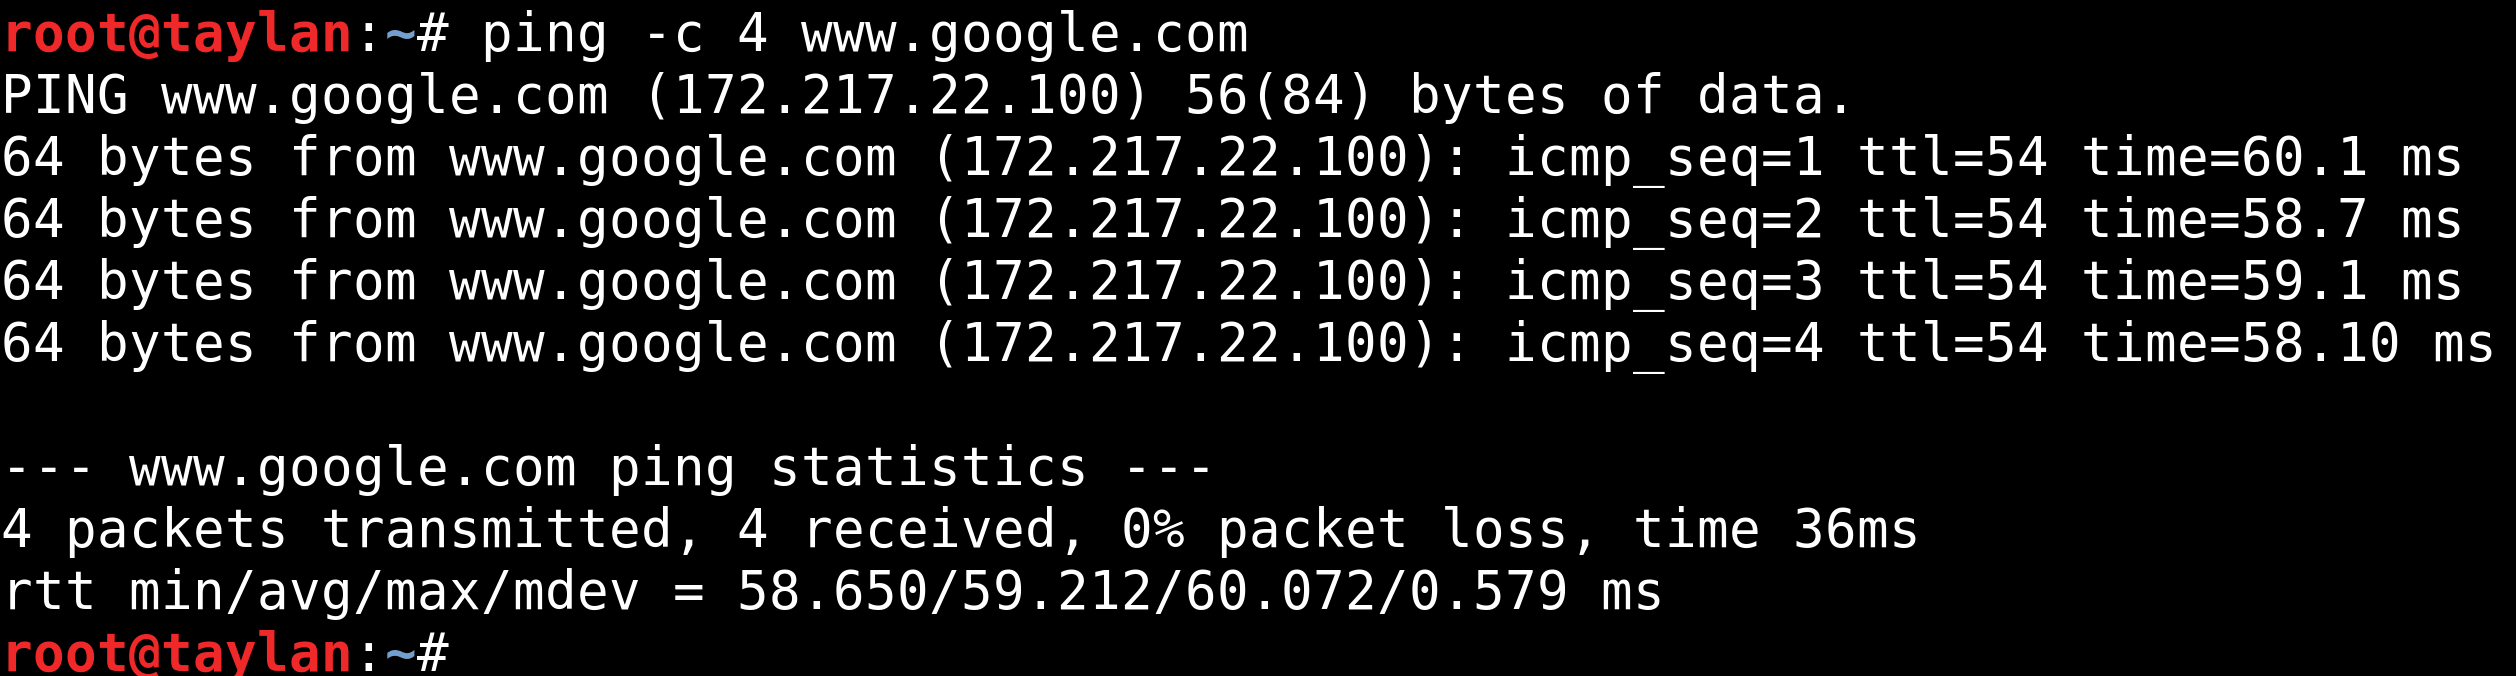 root@taylan:~# ping -c 4 www.google.com
PING www.google.com (172.217.22.100) 56(84) bytes of data.
64 bytes from www.google.com (172.217.22.100): icmp_seq=1 ttl=54 time=60.1 ms
64 bytes from www.google.com (172.217.22.100): icmp_seq=2 ttl=54 time=58.7 ms
64 bytes from www.google.com (172.217.22.100): icmp_seq=3 ttl=54 time=59.1 ms
64 bytes from www.google.com (172.217.22.100): icmp_seq=4 ttl=54 time=58.10 ms

--- www.google.com ping statistics ---
4 packets transmitted, 4 received, 0% packet loss, time 36ms
rtt min/avg/max/mdev = 58.650/59.212/60.072/0.579 ms
root@taylan:~#